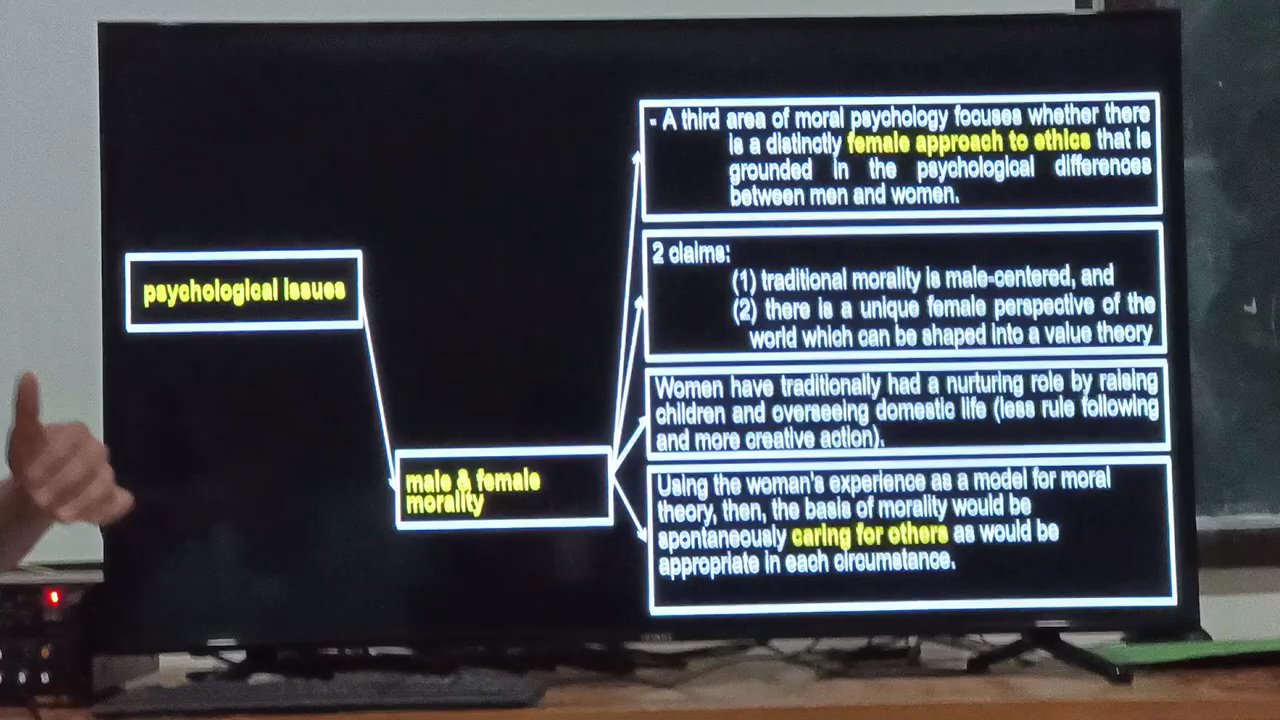 psychological issues
male & female
morality
- A third area of moral psychology focuses whether there
is a distinctly female approach to ethics that is
grounded in the psychological differences
between men and women.
2 claims:
(1) traditional morality is male-centered, and
(2) there is a unique female perspective of the
world which can be shaped into a value theory
Women have traditionally had a nurturing role by raising
children and overseeing domestic life (less rule following
and more creative action).
Using the woman's experience as a model for moral
theory, then, the basis of morality would be
spontaneously caring for others as would be
appropriate in each circumstance.